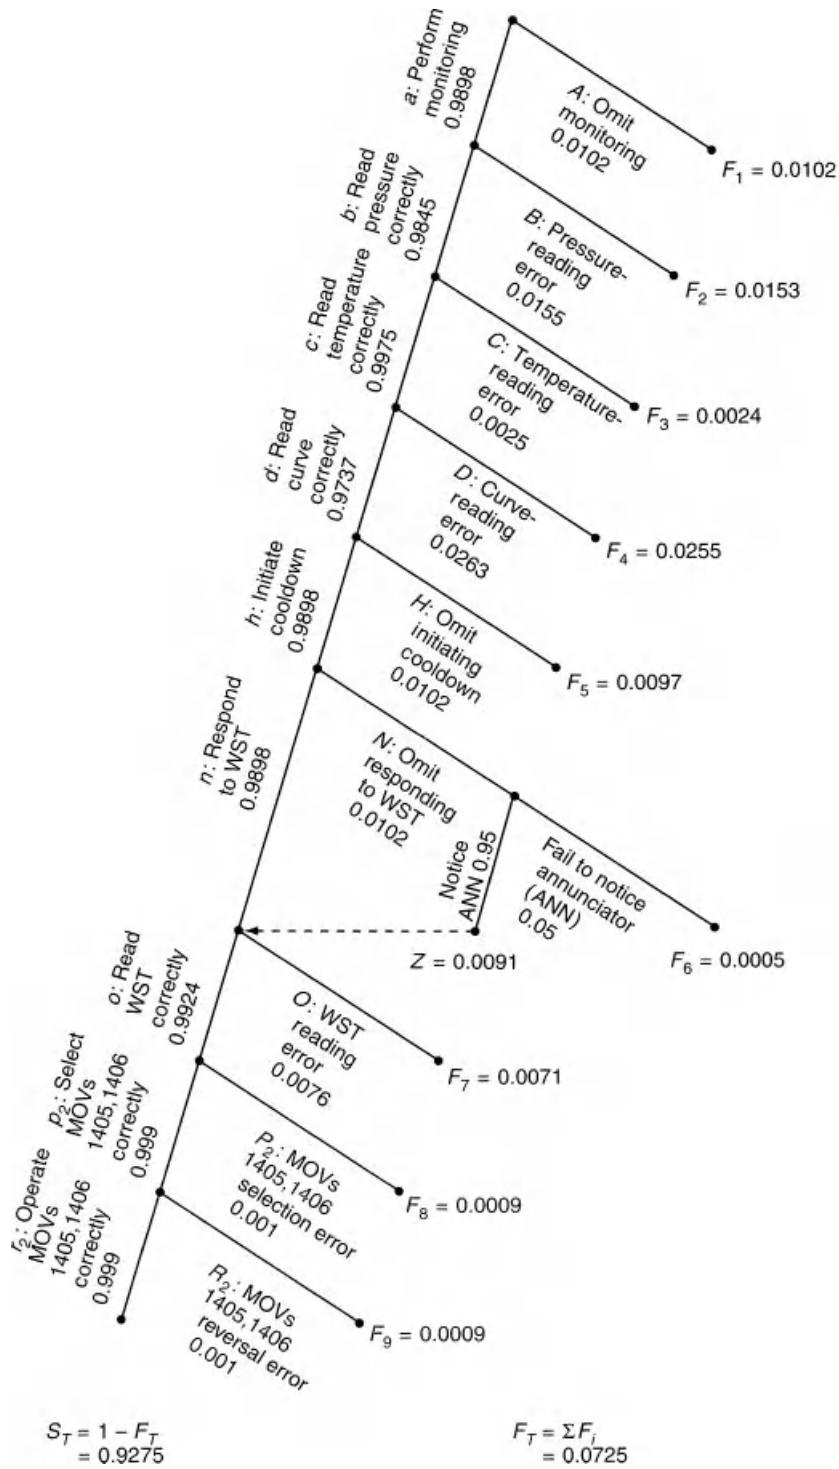 a: Perform
monitoring
0.9898
A: Omit
monitoring
0.0102
F1 = 0.0102
b: Read
pressure
correctly
0.9845
B: Pressure-
reading
error
0.0155
F2 = 0.0153
c: Read
temperature
correctly
0.9975
C: Temperature-
reading
error
0.0025
F3 = 0.0024
d: Read
curve
correctly
0.9737
D: Curve-
reading
error
0.0263
F4 = 0.0255
h: Initiate
cooldown
0.9898
H: Omit
initiating
cooldown
0.0102
F5 = 0.0097
n: Respond
to WST
0.9898
N: Omit
responding
to WST
0.0102
Notice
ANN 0.95
Fail to notice
annunciator
(ANN)
0.05
Z = 0.0091
F6 = 0.0005
o: Read
WST
correctly
0.9924
O: WST
reading
error
0.0076
F7 = 0.0071
p2: Select
MOVs
1405,1406
correctly
0.999
P2: MOVs
1405,1406
selection error
0.001
F8 = 0.0009
r2: Operate
MOVs
1405,1406
correctly
0.999
R2: MOVs
1405,1406
reversal error
0.001
F9 = 0.0009
ST = 1 − FT
= 0.9275
FT = ΣFi
= 0.0725